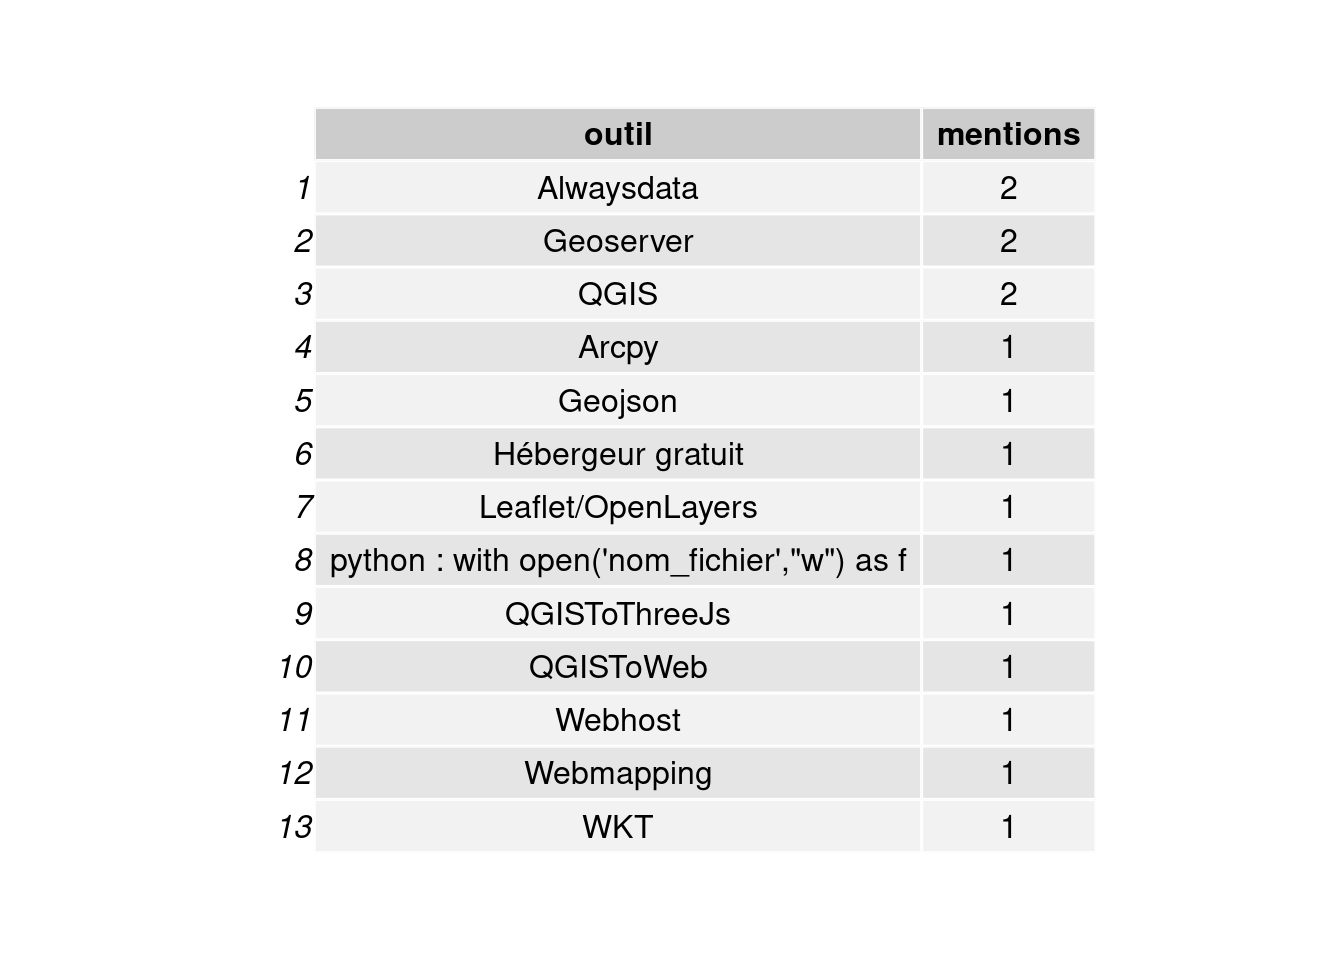 outil mentions
1 Alwaysdata 2
2 Geoserver 2
3 QGIS 2
4 Arcpy 1
5 Geojson 1
6 Hébergeur gratuit 1
7 Leaflet/OpenLayers 1
8 python : with open('nom_fichier',"w") as f 1
9 QGISToThreeJs 1
10 QGISToWeb 1
11 Webhost 1
12 Webmapping 1
13 WKT 1